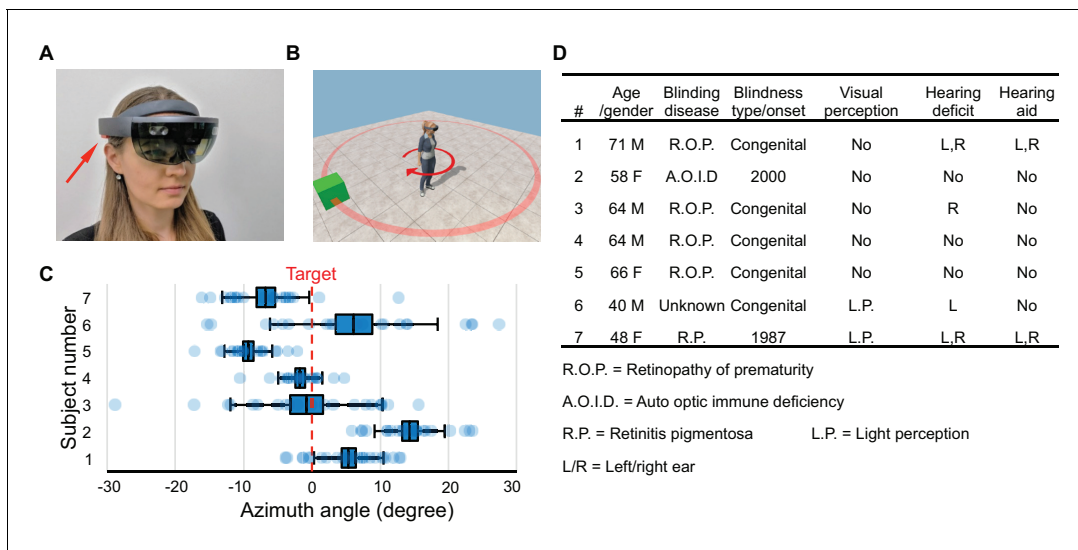 A
B
C
Target
Subject number
7
6
5
4
3
2
1
-30 -20 -10 0 10 20 30
Azimuth angle (degree)
D
# Age /gender Blinding disease Blindness type/onset Visual perception Hearing deficit Hearing aid
1 71 M R.O.P. Congenital No L,R L,R
2 58 F A.O.I.D 2000 No No No
3 64 M R.O.P. Congenital No R No
4 64 M R.O.P. Congenital No No No
5 66 F R.O.P. Congenital No No No
6 40 M Unknown Congenital L.P. L No
7 48 F R.P. 1987 L.P. L,R L,R
R.O.P. = Retinopathy of prematurity
A.O.I.D. = Auto optic immune deficiency
R.P. = Retinitis pigmentosa L.P. = Light perception
L/R = Left/right ear